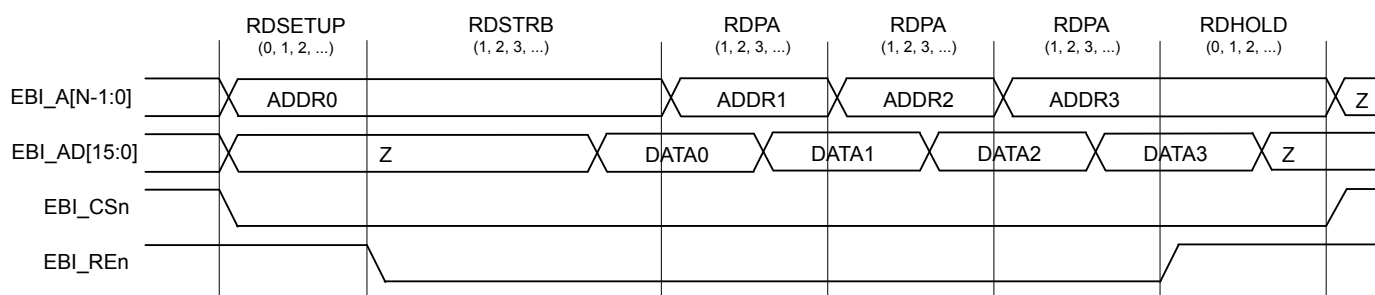 RDSETUP RDSTRB RDPA RDPA RDPA RDHOLD
(0, 1, 2, ...) (1, 2, 3, ...) (1, 2, 3, ...) (1, 2, 3, ...) (1, 2, 3, ...) (0, 1, 2, ...)
EBI_A[N-1:0] ADDR0 ADDR1 ADDR2 ADDR3 Z
EBI_AD[15:0] Z DATA0 DATA1 DATA2 DATA3 Z
EBI_CSn
EBI_REn